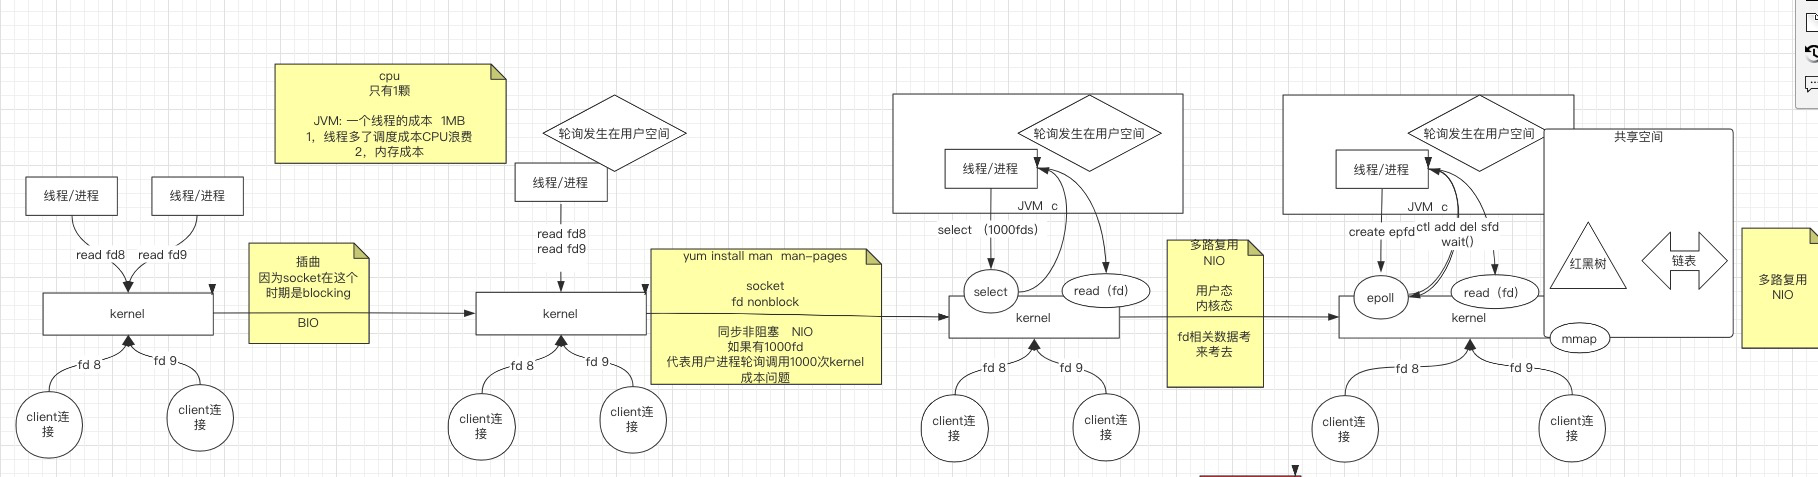 cpu
只有1颗
JVM: 一个线程的成本 1MB
1，线程多了调度成本CPU浪费
2，内存成本
线程/进程
线程/进程
read fd8
read fd9
kernel
fd 8
fd 9
client连
接
client连
接
插曲
因为socket在这个
时期是blocking
BIO
轮询发生在用户空间
线程/进程
read fd8
read fd9
kernel
fd 8
fd 9
client连
接
client连
接
yum install man man-pages
socket
fd nonblock
同步非阻塞 NIO
如果有1000fd
代表用户进程轮询调用1000次kernel
成本问题
轮询发生在用户空间
线程/进程
JVM c
select （1000fds）
select
read（fd）
kernel
fd 8
fd 9
client连
接
client连
接
多路复用
NIO
用户态
内核态
fd相关数据考
来考去
轮询发生在用户空间
线程/进程
JVM c
create epfd
ctl add del sfd
wait()
epoll
read（fd）
kernel
fd 8
fd 9
client连
接
client连
接
共享空间
红黑树
链表
mmap
多路复用
NIO